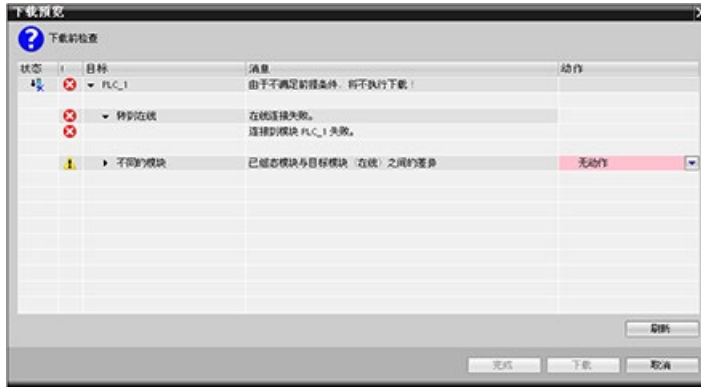 下载预览
下载前检查
状态 ! 目标 消息 动作
PLC_1 由于不满足前提条件，将不执行下载！
转到在线 在线连接失败。
连接到模块 PLC_1 失败。
不同的模块 已组态模块与目标模块（在线）之间的差异 无动作
刷新
完成 下载 取消